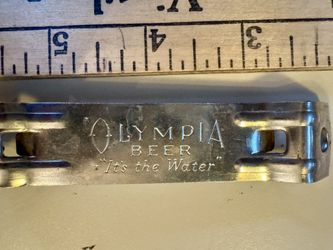 5 4 3
OLYMPIA
BEER
"It's the Water"